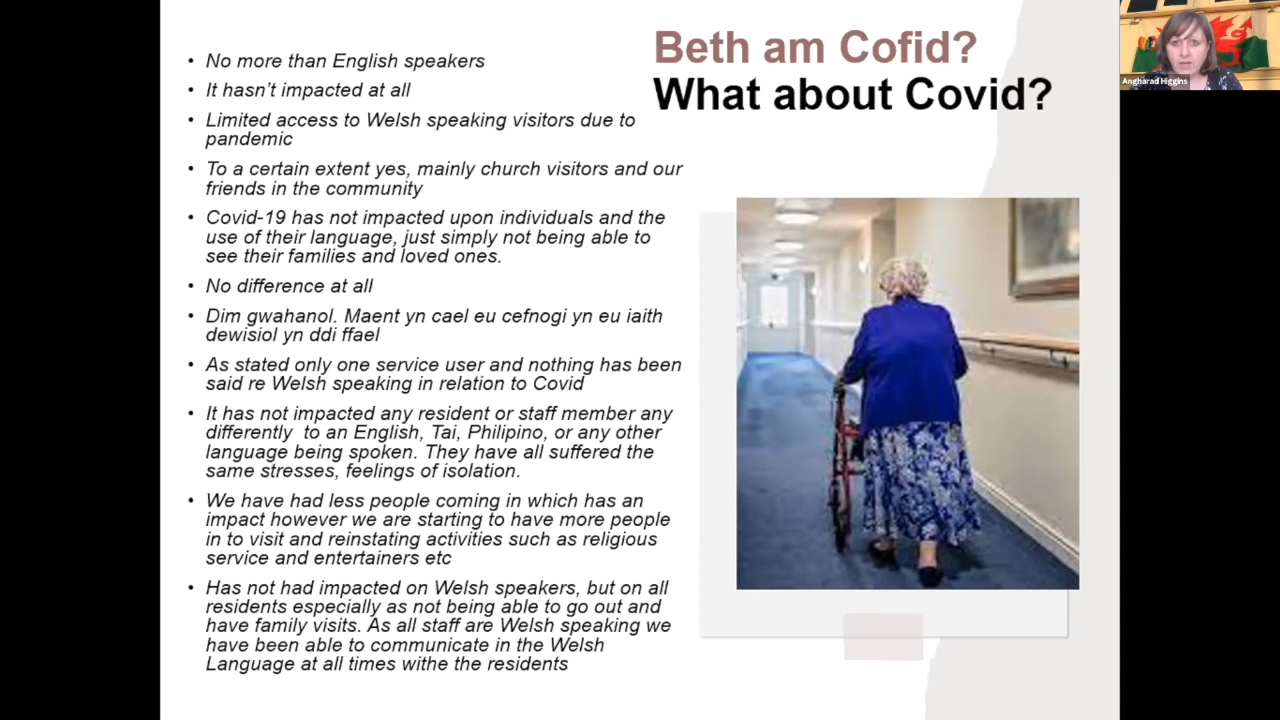 Beth am Cofid?
What about Covid?
• No more than English speakers
• It hasn't impacted at all
• Limited access to Welsh speaking visitors due to
pandemic
• To a certain extent yes, mainly church visitors and our
friends in the community
• Covid-19 has not impacted upon individuals and the
use of their language, just simply not being able to
see their families and loved ones.
• No difference at all
• Dim gwahanol. Maent yn cael eu cefnogi yn eu iaith
dewisiol yn ddi ffael
• As stated only one service user and nothing has been
said re Welsh speaking in relation to Covid
• It has not impacted any resident or staff member any
differently  to an English, Tai, Philipino, or any other
language being spoken. They have all suffered the
same stresses, feelings of isolation.
• We have had less people coming in which has an
impact however we are starting to have more people
in to visit and reinstating activities such as religious
service and entertainers etc
• Has not had impacted on Welsh speakers, but on all
residents especially as not being able to go out and
have family visits. As all staff are Welsh speaking we
have been able to communicate in the Welsh
Language at all times withe the residents
Angharad Higgins